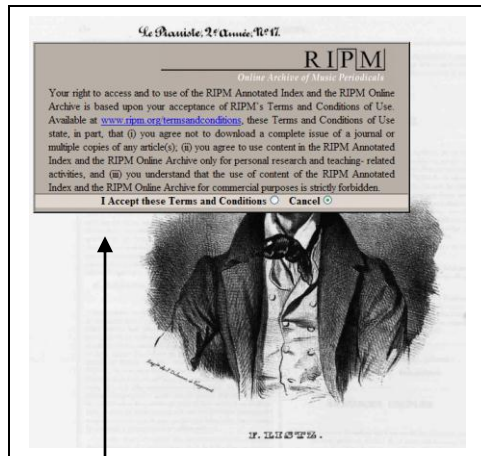 Le Pianiste, 2e Année, No 17.
RIPM
Online Archive of Music Periodicals
Your right to access and to use of the RIPM Annotated Index and the RIPM Online
Archive is based upon your acceptance of RIPM's Terms and Conditions of Use.
Available at www.ripm.org/termsandconditions, these Terms and Conditions of Use
state, in part, that (i) you agree not to download a complete issue of a journal or
multiple copies of any article(s); (ii) you agree to use content in the RIPM Annotated
Index and the RIPM Online Archive only for personal research and teaching- related
activities, and (iii) you understand that the use of content of the RIPM Annotated
Index and the RIPM Online Archive for commercial purposes is strictly forbidden.
I Accept these Terms and Conditions Cancel
F. LISTZ.